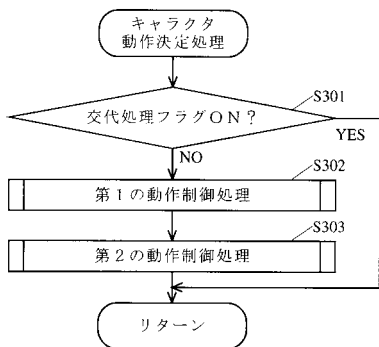 キャラクタ
動作決定処理
S301
交代処理フラグON?
YES
NO
S302
第1の動作制御処理
S303
第2の動作制御処理
リターン